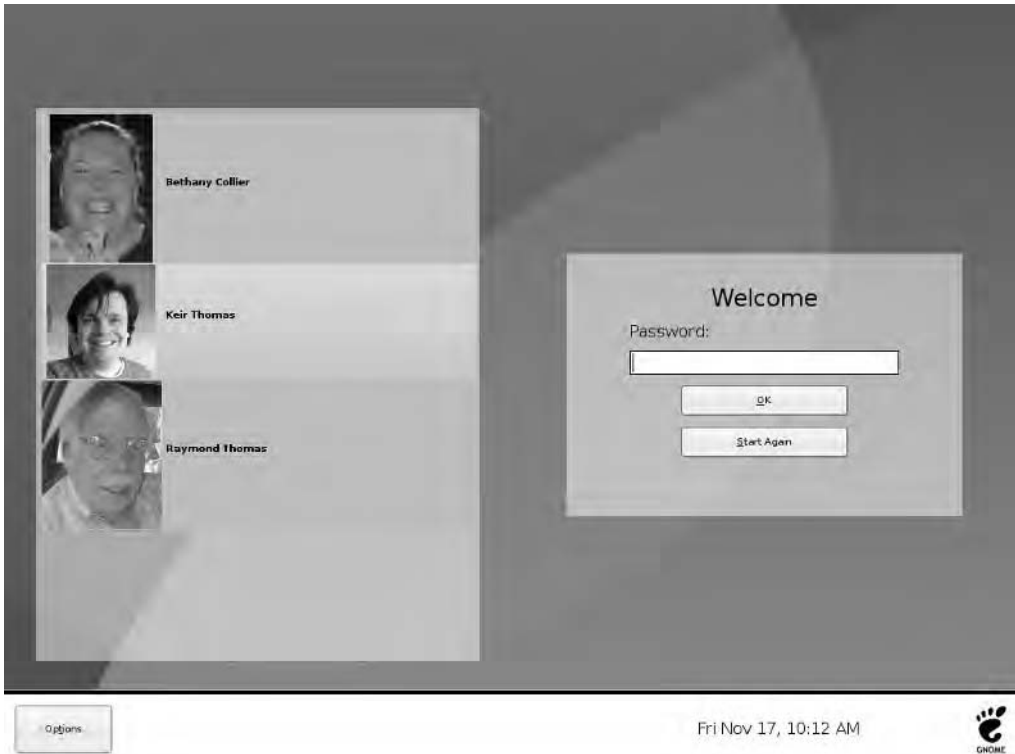 Bethany Collier
Keir Thomas
Raymond Thomas
Welcome
Password:
OK
Start Again
Options
Fri Nov 17, 10:12 AM
GNOME